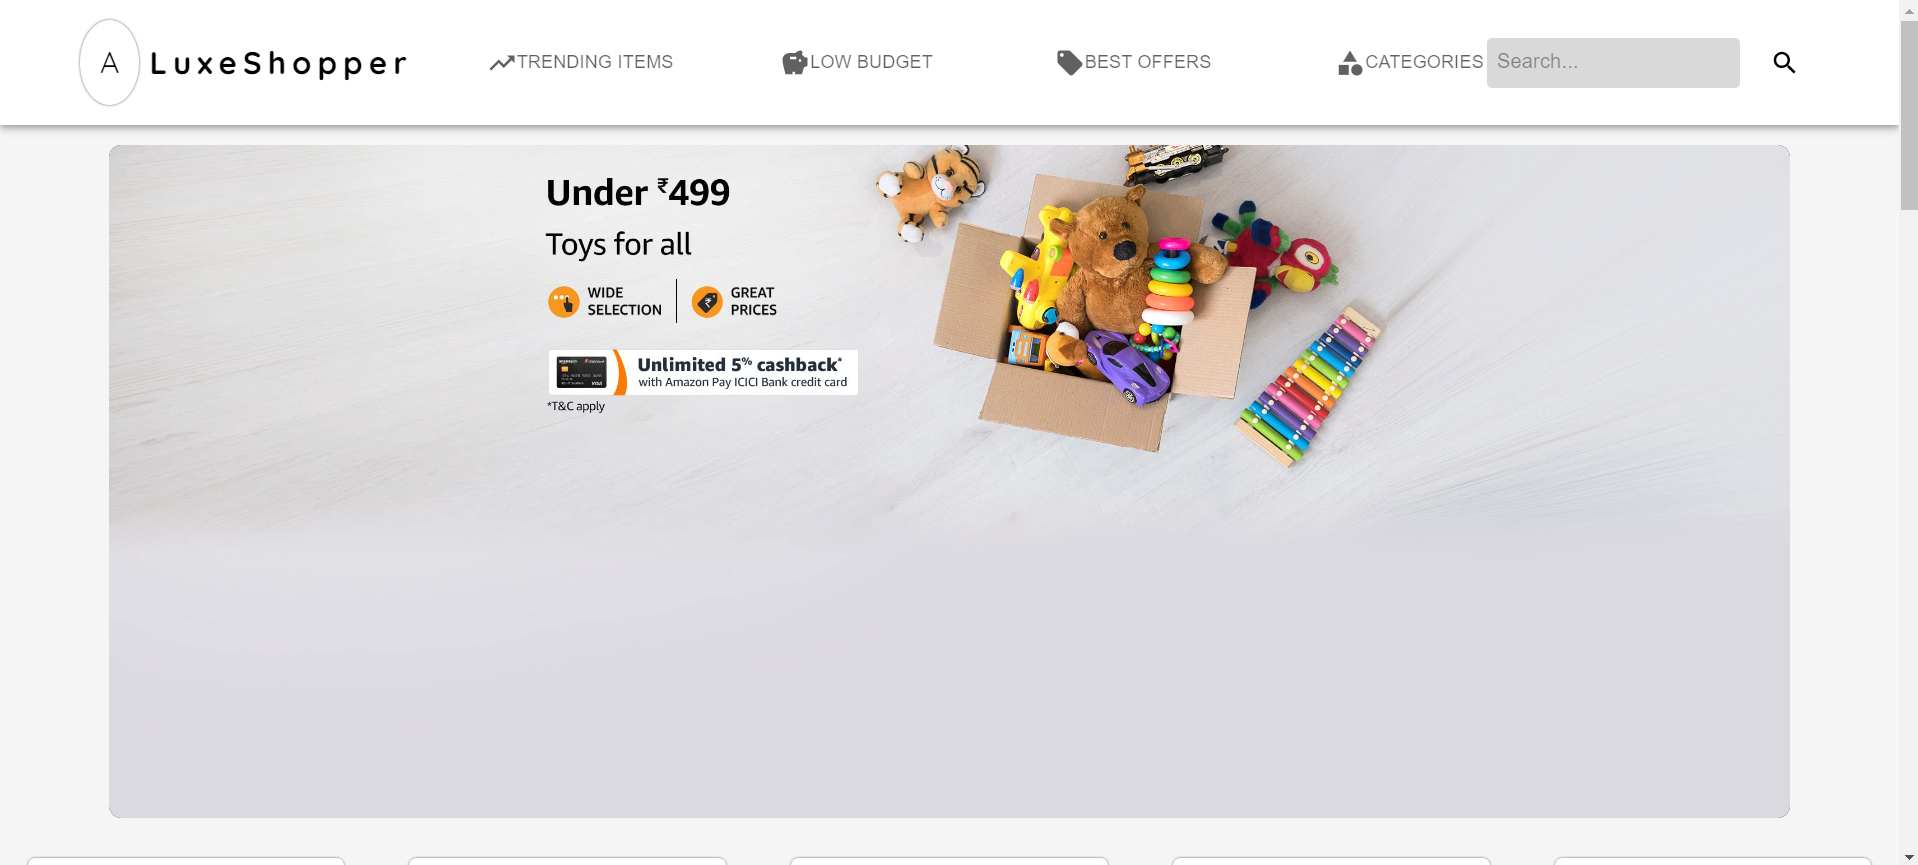 A
LuxeShopper
TRENDING ITEMS
LOW BUDGET
BEST OFFERS
CATEGORIES
Search...
Under ₹499
Toys for all
WIDE
SELECTION
GREAT
PRICES
Unlimited 5% cashback*
with Amazon Pay ICICI Bank credit card
*T&C apply
VISA